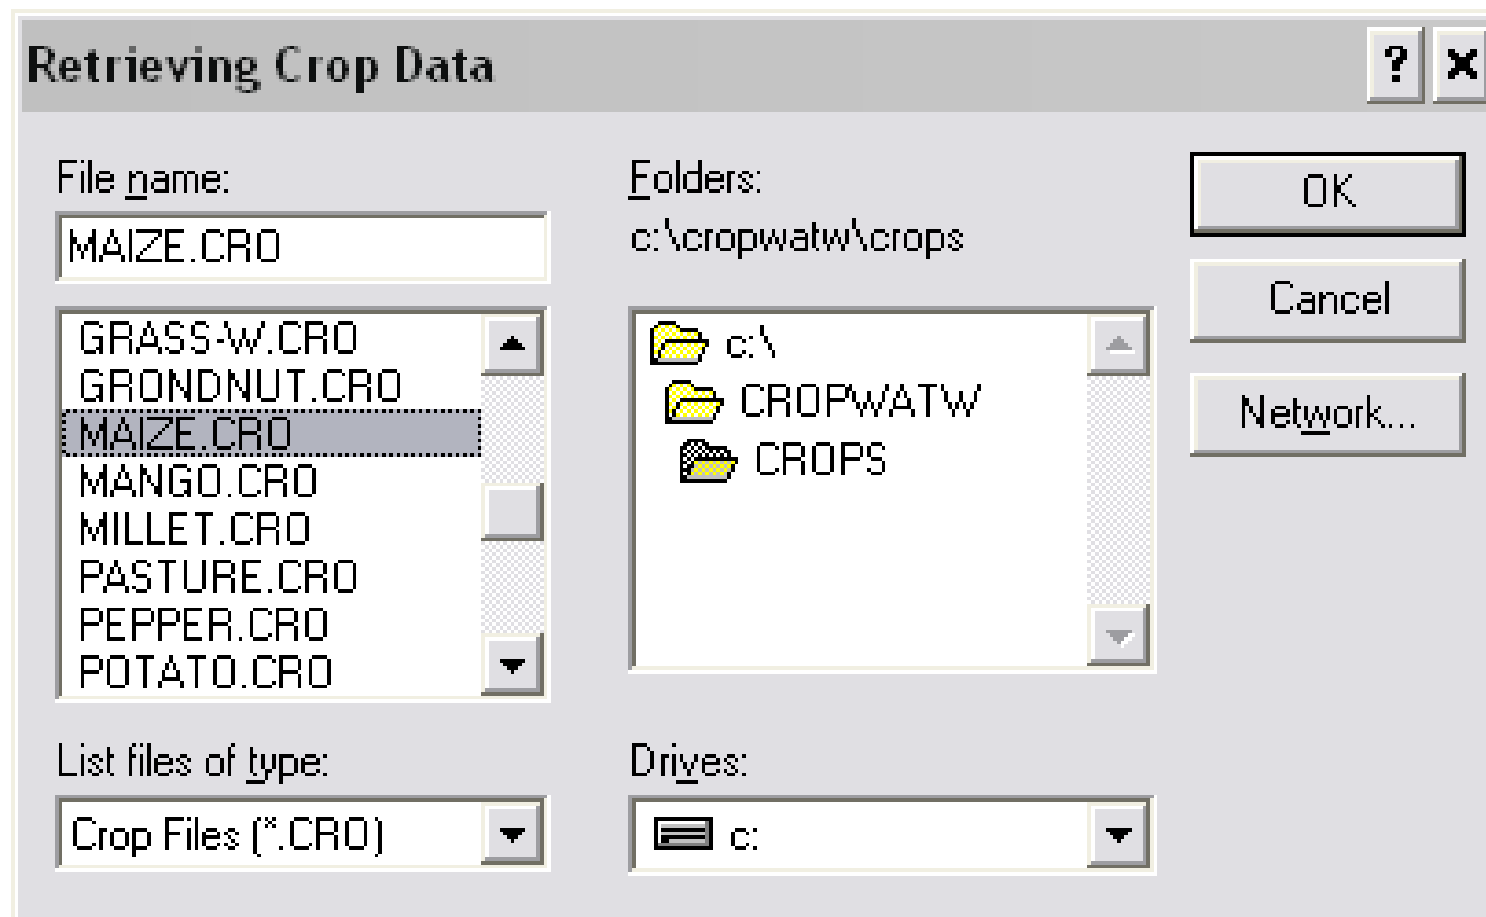 Retrieving Crop Data
File name:
MAIZE.CRO
GRASS-W.CRO
GRONDNUT.CRO
MAIZE.CRO
MANGO.CRO
MILLET.CRO
PASTURE.CRO
PEPPER.CRO
POTATO.CRO
List files of type:
Crop Files (*.CRO)
Folders:
c:\cropwatw\crops
c:\
CROPWATW
CROPS
Drives:
c:
OK
Cancel
Network...